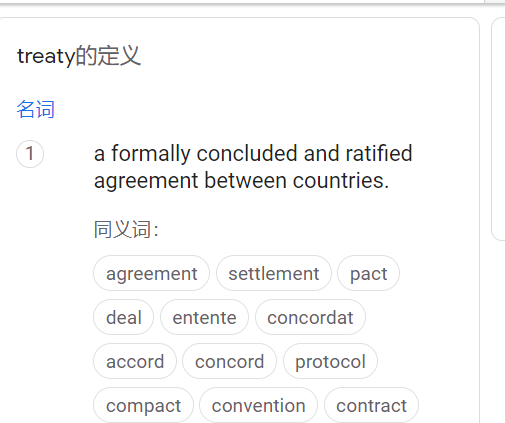 treaty的定义
名词
1
a formally concluded and ratified
agreement between countries.
同义词：
agreement settlement pact
deal entente concordat
accord concord protocol
compact convention contract